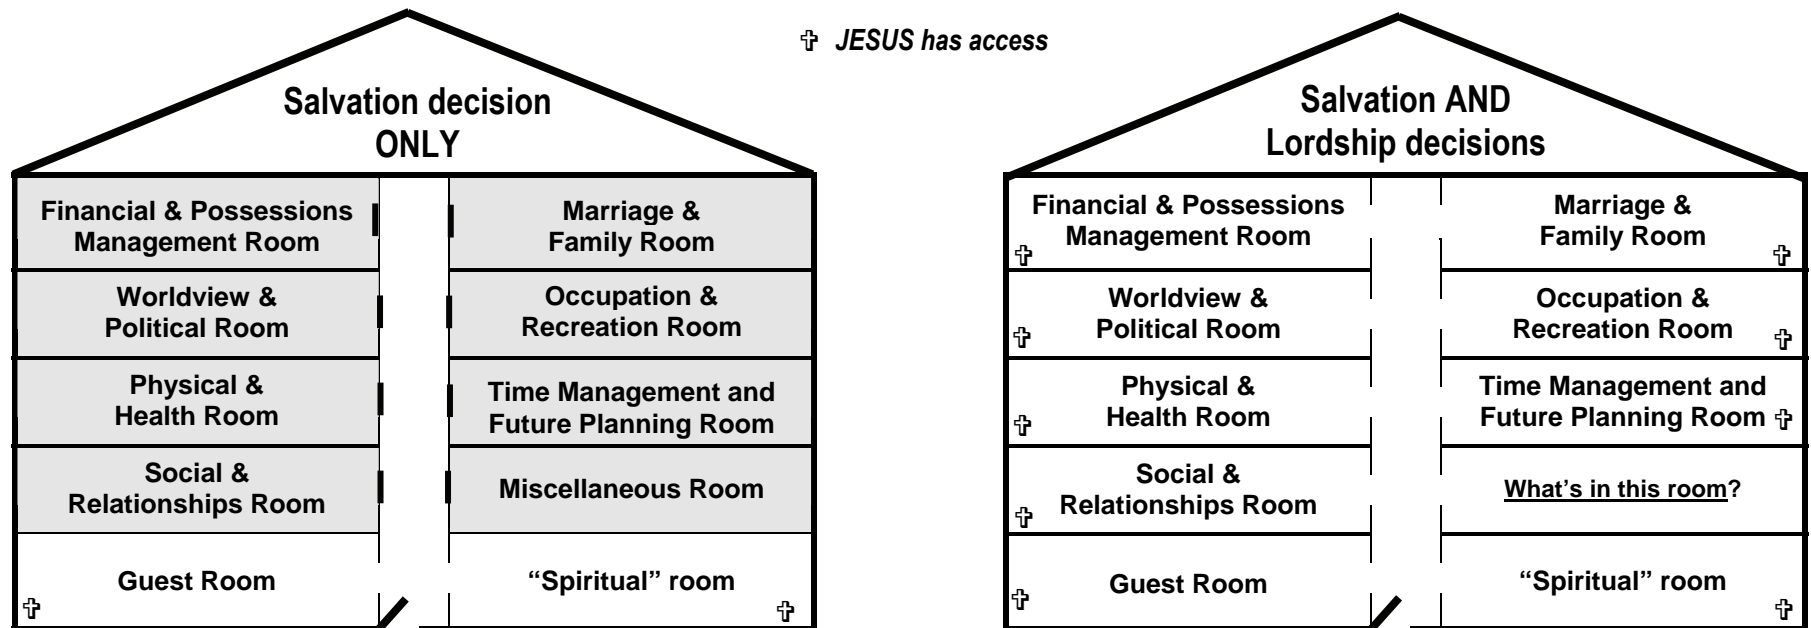 ✞ JESUS has access
Salvation decision
ONLY
Financial & Possessions
Management Room
Marriage &
Family Room
Worldview &
Political Room
Occupation &
Recreation Room
Physical &
Health Room
Time Management and
Future Planning Room
Social &
Relationships Room
Miscellaneous Room
Guest Room
“Spiritual” room
Salvation AND
Lordship decisions
Financial & Possessions
Management Room
Marriage &
Family Room
Worldview &
Political Room
Occupation &
Recreation Room
Physical &
Health Room
Time Management and
Future Planning Room
Social &
Relationships Room
What’s in this room?
Guest Room
“Spiritual” room